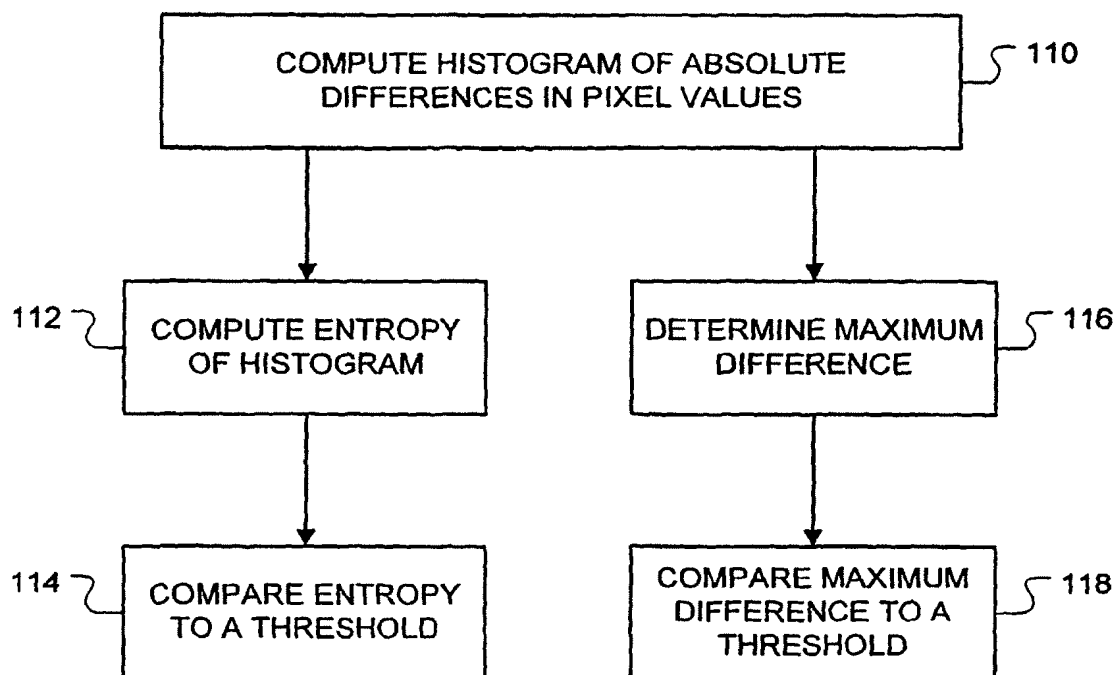 COMPUTE HISTOGRAM OF ABSOLUTE
DIFFERENCES IN PIXEL VALUES
110
112
COMPUTE ENTROPY
OF HISTOGRAM
DETERMINE MAXIMUM
DIFFERENCE
116
114
COMPARE ENTROPY
TO A THRESHOLD
COMPARE MAXIMUM
DIFFERENCE TO A
THRESHOLD
118